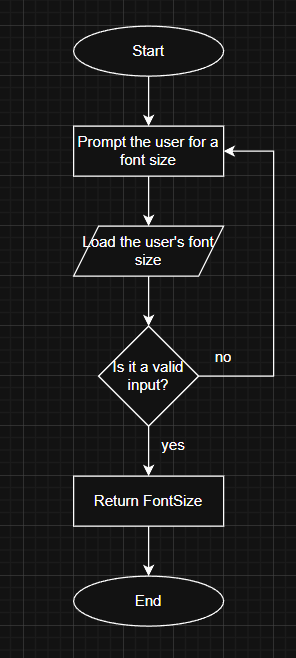 Start
Prompt the user for a
font size
Load the user's font
size
Is it a valid
input?
no
yes
Return FontSize
End